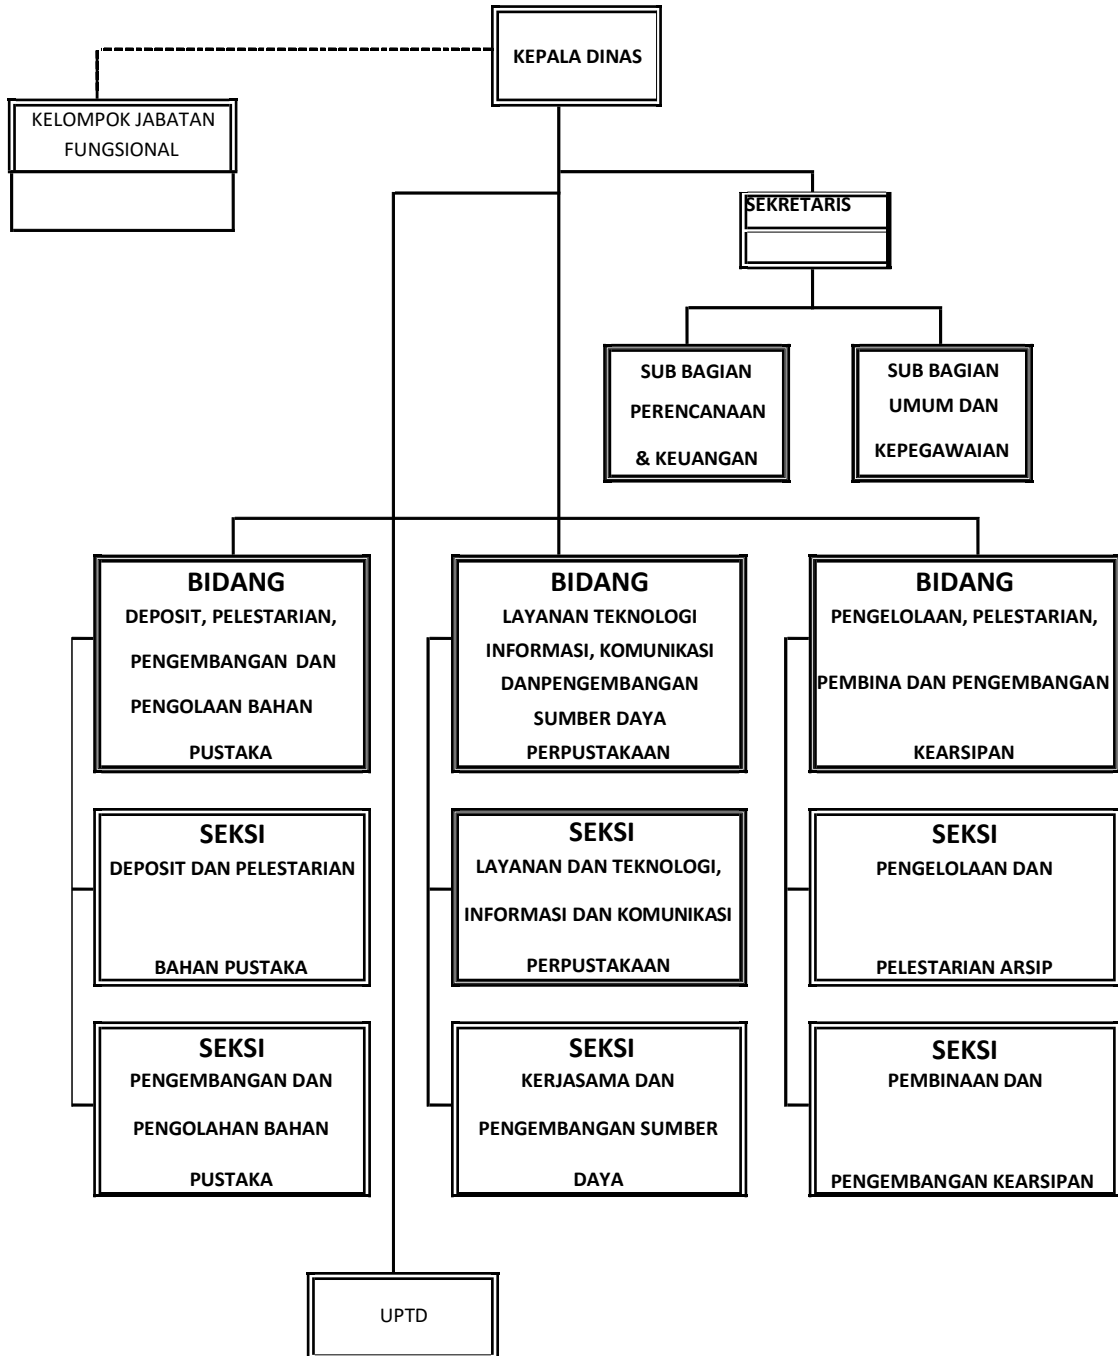 KEPALA DINAS
KELOMPOK JABATAN
FUNGSIONAL
SEKRETARIS
SUB BAGIAN
PERENCANAAN
& KEUANGAN
SUB BAGIAN
UMUM DAN
KEPEGAWAIAN
BIDANG
DEPOSIT, PELESTARIAN,
PENGEMBANGAN DAN
PENGOLAAN BAHAN
PUSTAKA
BIDANG
LAYANAN TEKNOLOGI
INFORMASI, KOMUNIKASI
DANPENGEMBANGAN
SUMBER DAYA
PERPUSTAKAAN
BIDANG
PENGELOLAAN, PELESTARIAN,
PEMBINA DAN PENGEMBANGAN
KEARSIPAN
SEKSI
DEPOSIT DAN PELESTARIAN
BAHAN PUSTAKA
SEKSI
LAYANAN DAN TEKNOLOGI,
INFORMASI DAN KOMUNIKASI
PERPUSTAKAAN
SEKSI
PENGELOLAAN DAN
PELESTARIAN ARSIP
SEKSI
PENGEMBANGAN DAN
PENGOLAHAN BAHAN
PUSTAKA
SEKSI
KERJASAMA DAN
PENGEMBANGAN SUMBER
DAYA
SEKSI
PEMBINAAN DAN
PENGEMBANGAN KEARSIPAN
UPTD